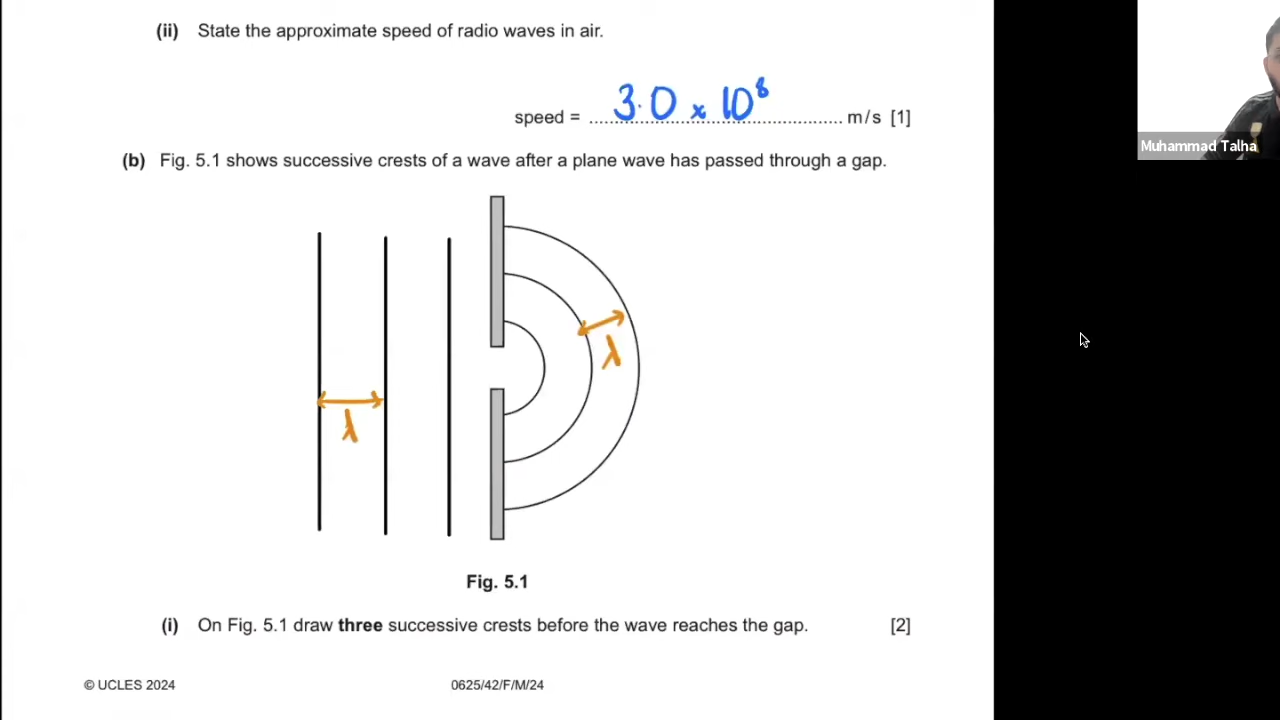 (ii) State the approximate speed of radio waves in air.
speed = 3.0 x 10⁸ m/s [1]
Muhammad Talha
(b) Fig. 5.1 shows successive crests of a wave after a plane wave has passed through a gap.
λ
λ
Fig. 5.1
(i) On Fig. 5.1 draw three successive crests before the wave reaches the gap. [2]
© UCLES 2024 0625/42/F/M/24